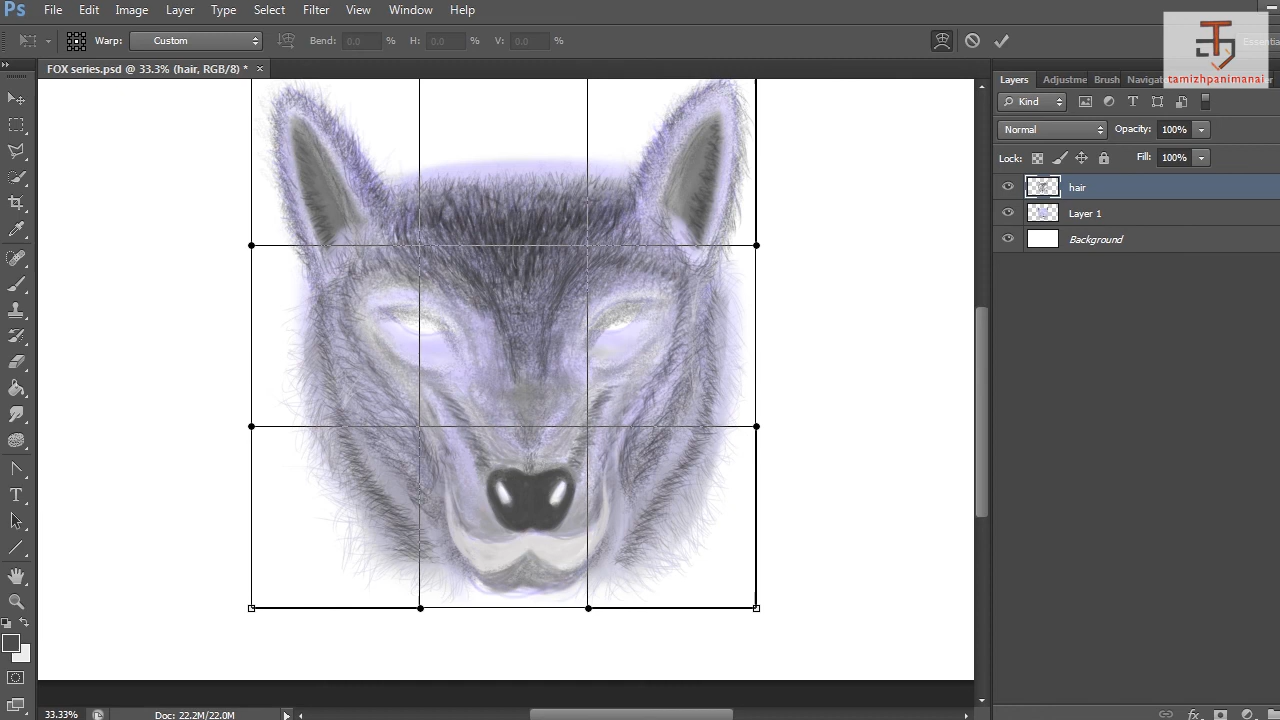 Ps File Edit Image Layer Type Select Filter View Window Help
Warp: Custom Bend: 0.0 % H: 0.0 % V: 0.0 %
FOX series.psd @ 33.3% (hair, RGB/8) * ×
tamizhpanimanai
Layers Adjustme Brush Navigat
Kind
Normal Opacity: 100%
Lock: Fill: 100%
hair
Layer 1
Background
33.33% Doc: 22.2M/22.0M
fx